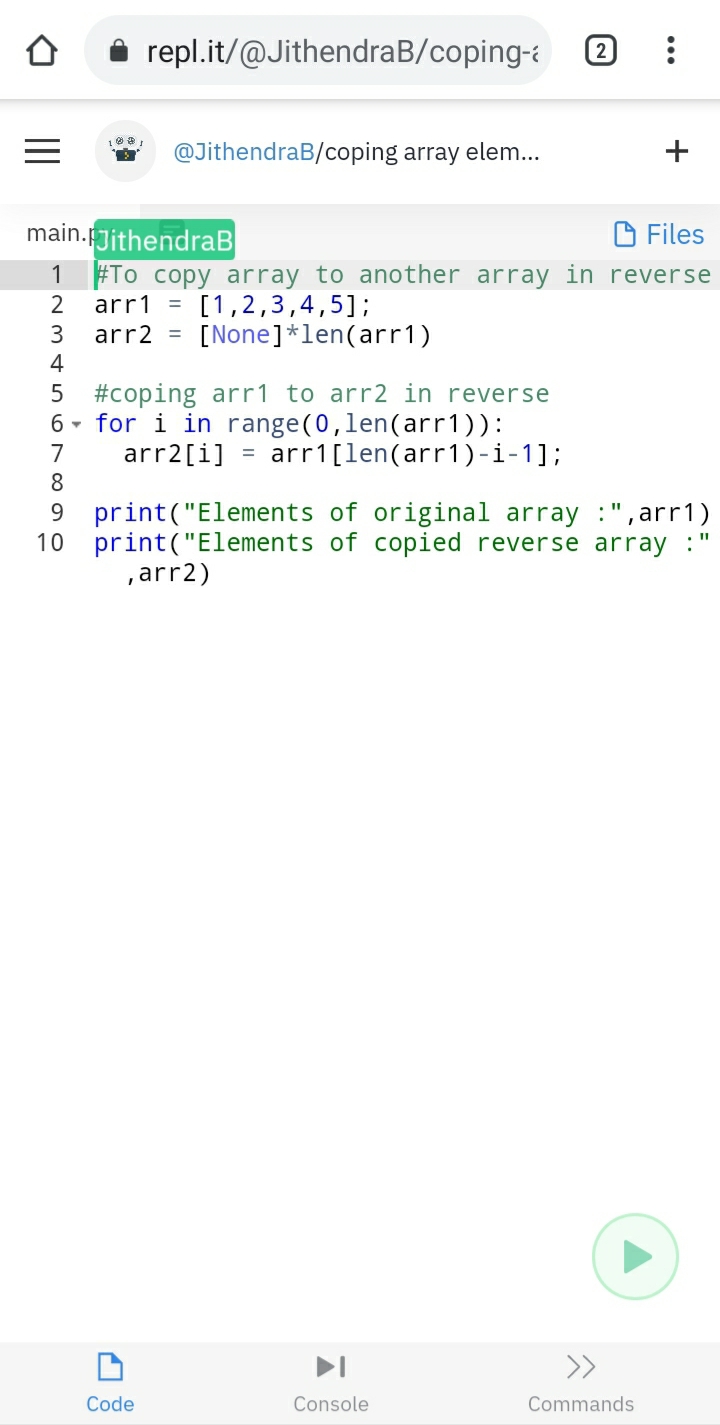 repl.it/@JithendraB/coping-a
2
@JithendraB/coping array elem...
main.p
JithendraB
Files
1 #To copy array to another array in reverse
2 arr1 = [1,2,3,4,5];
3 arr2 = [None]*len(arr1)
4
5 #coping arr1 to arr2 in reverse
6 for i in range(0,len(arr1)):
7 arr2[i] = arr1[len(arr1)-i-1];
8
9 print("Elements of original array :",arr1)
10 print("Elements of copied reverse array :"
,arr2)
Code
Console
Commands